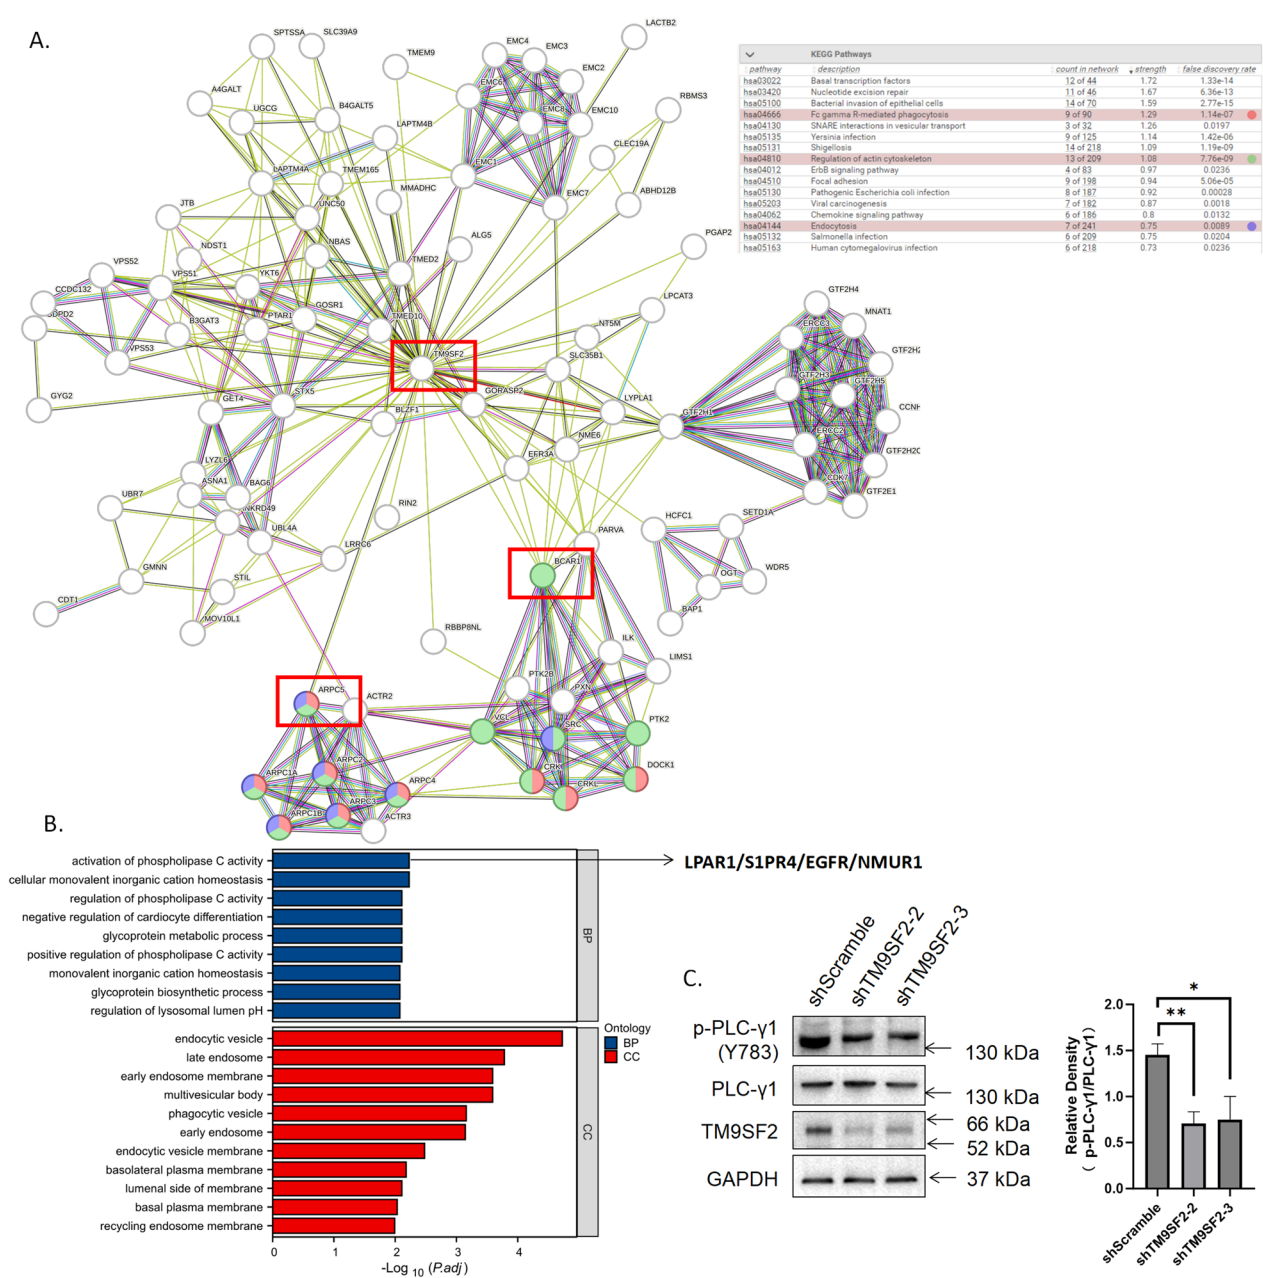 A.
SPTSSA
SLC39A9
LACTB2
TMEM9
EMC4
EMC3
EMC2
EMC6
EMC8
EMC10
EMC1
EMC7
A4GALT
UGCG
B4GALT5
LAPTM4B
RBMS3
CLEC19A
ABHD12B
LAPTM4A
TMEM165
MMADHC
JTB
UNC50
NDST1
NBAS
ALG5
PGAP2
VPS52
VPS51
YKT6
TMED2
CCDC132
B3GAT3
PTAR1
GOSR1
TMED10
LPCAT3
NT5M
VPS53
TM9SF2
SLC35B1
GYG2
GET4
STX5
BLZF1
GORASP2
LYPLA1
GTF2H1
NME6
EFR3A
LYZL6
ASNA1
BAG6
UBR7
UBL4A
RIN2
LRRC6
PARVA
GMNN
STIL
CDT1
MOV10L1
GTF2H4
ERCC3
MNAT1
GTF2H3
GTF2H5
ERCC2
CDK7
GTF2E1
HCFC1
SETD1A
OGT
WDR5
BAP1
BCAR1
RBBP8NL
ILK
LIMS1
PTK2B
PXN
VCL
SRC
PTK2
CRK
CRKL
DOCK1
ARPC5
ACTR2
ARPC1A
ARPC2
ARPC4
ARPC3
ARPC1B
ACTR3
KEGG Pathways
pathway description count in network strength false discovery rate
hsa03022 Basal transcription factors 12 of 44 1.72 1.33e-14
hsa03420 Nucleotide excision repair 11 of 46 1.67 6.36e-13
hsa05100 Bacterial invasion of epithelial cells 14 of 70 1.59 2.77e-15
hsa04666 Fc gamma R-mediated phagocytosis 9 of 90 1.29 1.14e-07
hsa04130 SNARE interactions in vesicular transport 3 of 32 1.26 0.0197
hsa05135 Yersinia infection 9 of 125 1.14 1.42e-06
hsa05131 Shigellosis 14 of 218 1.09 1.19e-09
hsa04810 Regulation of actin cytoskeleton 13 of 209 1.08 7.76e-09
hsa04012 ErbB signaling pathway 4 of 83 0.97 0.0236
hsa04510 Focal adhesion 9 of 198 0.94 5.06e-05
hsa05130 Pathogenic Escherichia coli infection 8 of 187 0.92 0.00028
hsa05203 Viral carcinogenesis 7 of 182 0.87 0.0018
hsa04062 Chemokine signaling pathway 6 of 186 0.8 0.0132
hsa04144 Endocytosis 7 of 241 0.75 0.0089
hsa05132 Salmonella infection 6 of 209 0.75 0.0204
hsa05163 Human cytomegalovirus infection 6 of 218 0.73 0.0236
B.
activation of phospholipase C activity
cellular monovalent inorganic cation homeostasis
regulation of phospholipase C activity
negative regulation of cardiocyte differentiation
glycoprotein metabolic process
positive regulation of phospholipase C activity
monovalent inorganic cation homeostasis
glycoprotein biosynthetic process
regulation of lysosomal lumen pH
BP
endocytic vesicle
late endosome
early endosome membrane
multivesicular body
phagocytic vesicle
early endosome
endocytic vesicle membrane
basolateral plasma membrane
lumenal side of membrane
basal plasma membrane
recycling endosome membrane
CC
0 1 2 3 4
-Log 10 (P.adj)
Ontology
BP
CC
LPAR1/S1PR4/EGFR/NMUR1
C.
shScramble
shTM9SF2-2
shTM9SF2-3
p-PLC-γ1
(Y783)
130 kDa
PLC-γ1
130 kDa
TM9SF2
66 kDa
52 kDa
GAPDH
37 kDa
Relative Density
( p-PLC-γ1/PLC-γ1)
2.0
1.5
1.0
0.5
0.0
*
**
shScramble
shTM9SF2-2
shTM9SF2-3